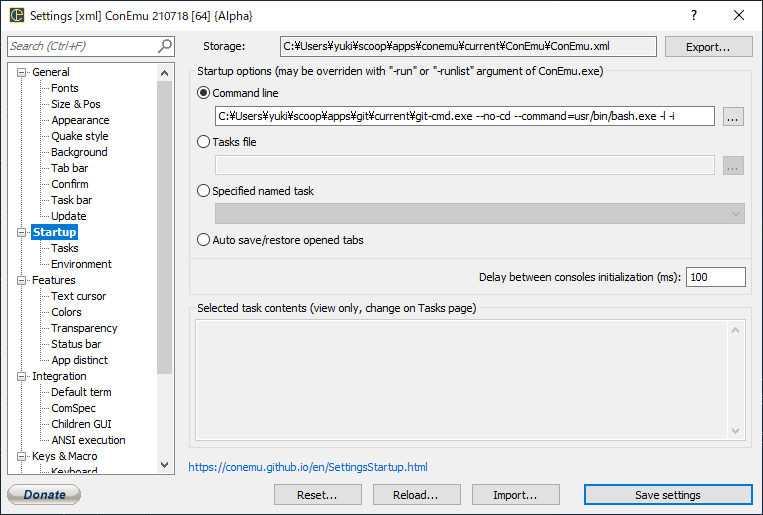 Settings [xml] ConEmu 210718 [64] {Alpha}
Search (Ctrl+F)
Storage:
C:¥Users¥yuki¥scoop¥apps¥conemu¥current¥ConEmu¥ConEmu.xml
Export...
General
Fonts
Size & Pos
Appearance
Quake style
Background
Tab bar
Confirm
Task bar
Update
Startup
Tasks
Environment
Features
Text cursor
Colors
Transparency
Status bar
App distinct
Integration
Default term
ComSpec
Children GUI
ANSI execution
Keys & Macro
Keyboard
Startup options (may be overriden with "-run" or "-runlist" argument of ConEmu.exe)
Command line
C:¥Users¥yuki¥scoop¥apps¥git¥current¥git-cmd.exe --no-cd --command=usr/bin/bash.exe -l -i
...
Tasks file
...
Specified named task
Auto save/restore opened tabs
Delay between consoles initialization (ms):
100
Selected task contents (view only, change on Tasks page)
https://conemu.github.io/en/SettingsStartup.html
Donate
Reset...
Reload...
Import...
Save settings